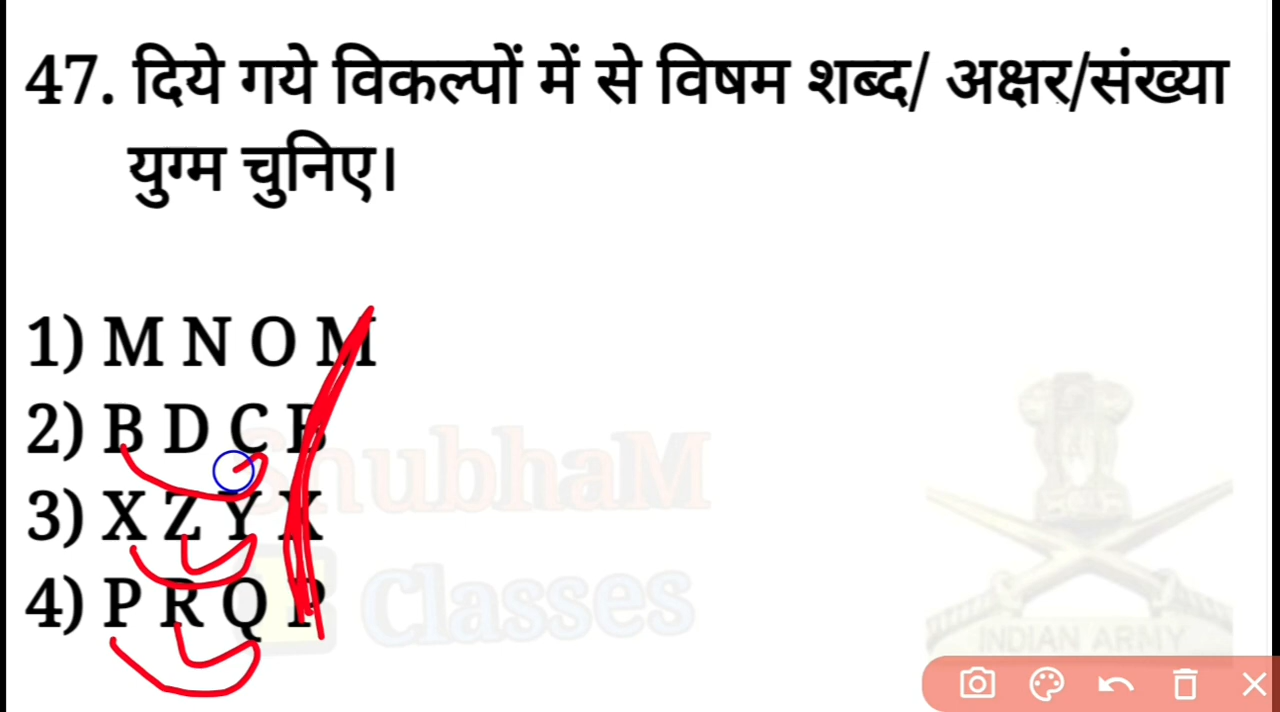 47. दिये गये विकल्पों में से विषम शब्द/ अक्षर/संख्या
युग्म चुनिए।
1) M N O M
2) B D C B
3) X Z Y X
4) P R Q P
ShubhaM
Classes
INDIAN ARMY